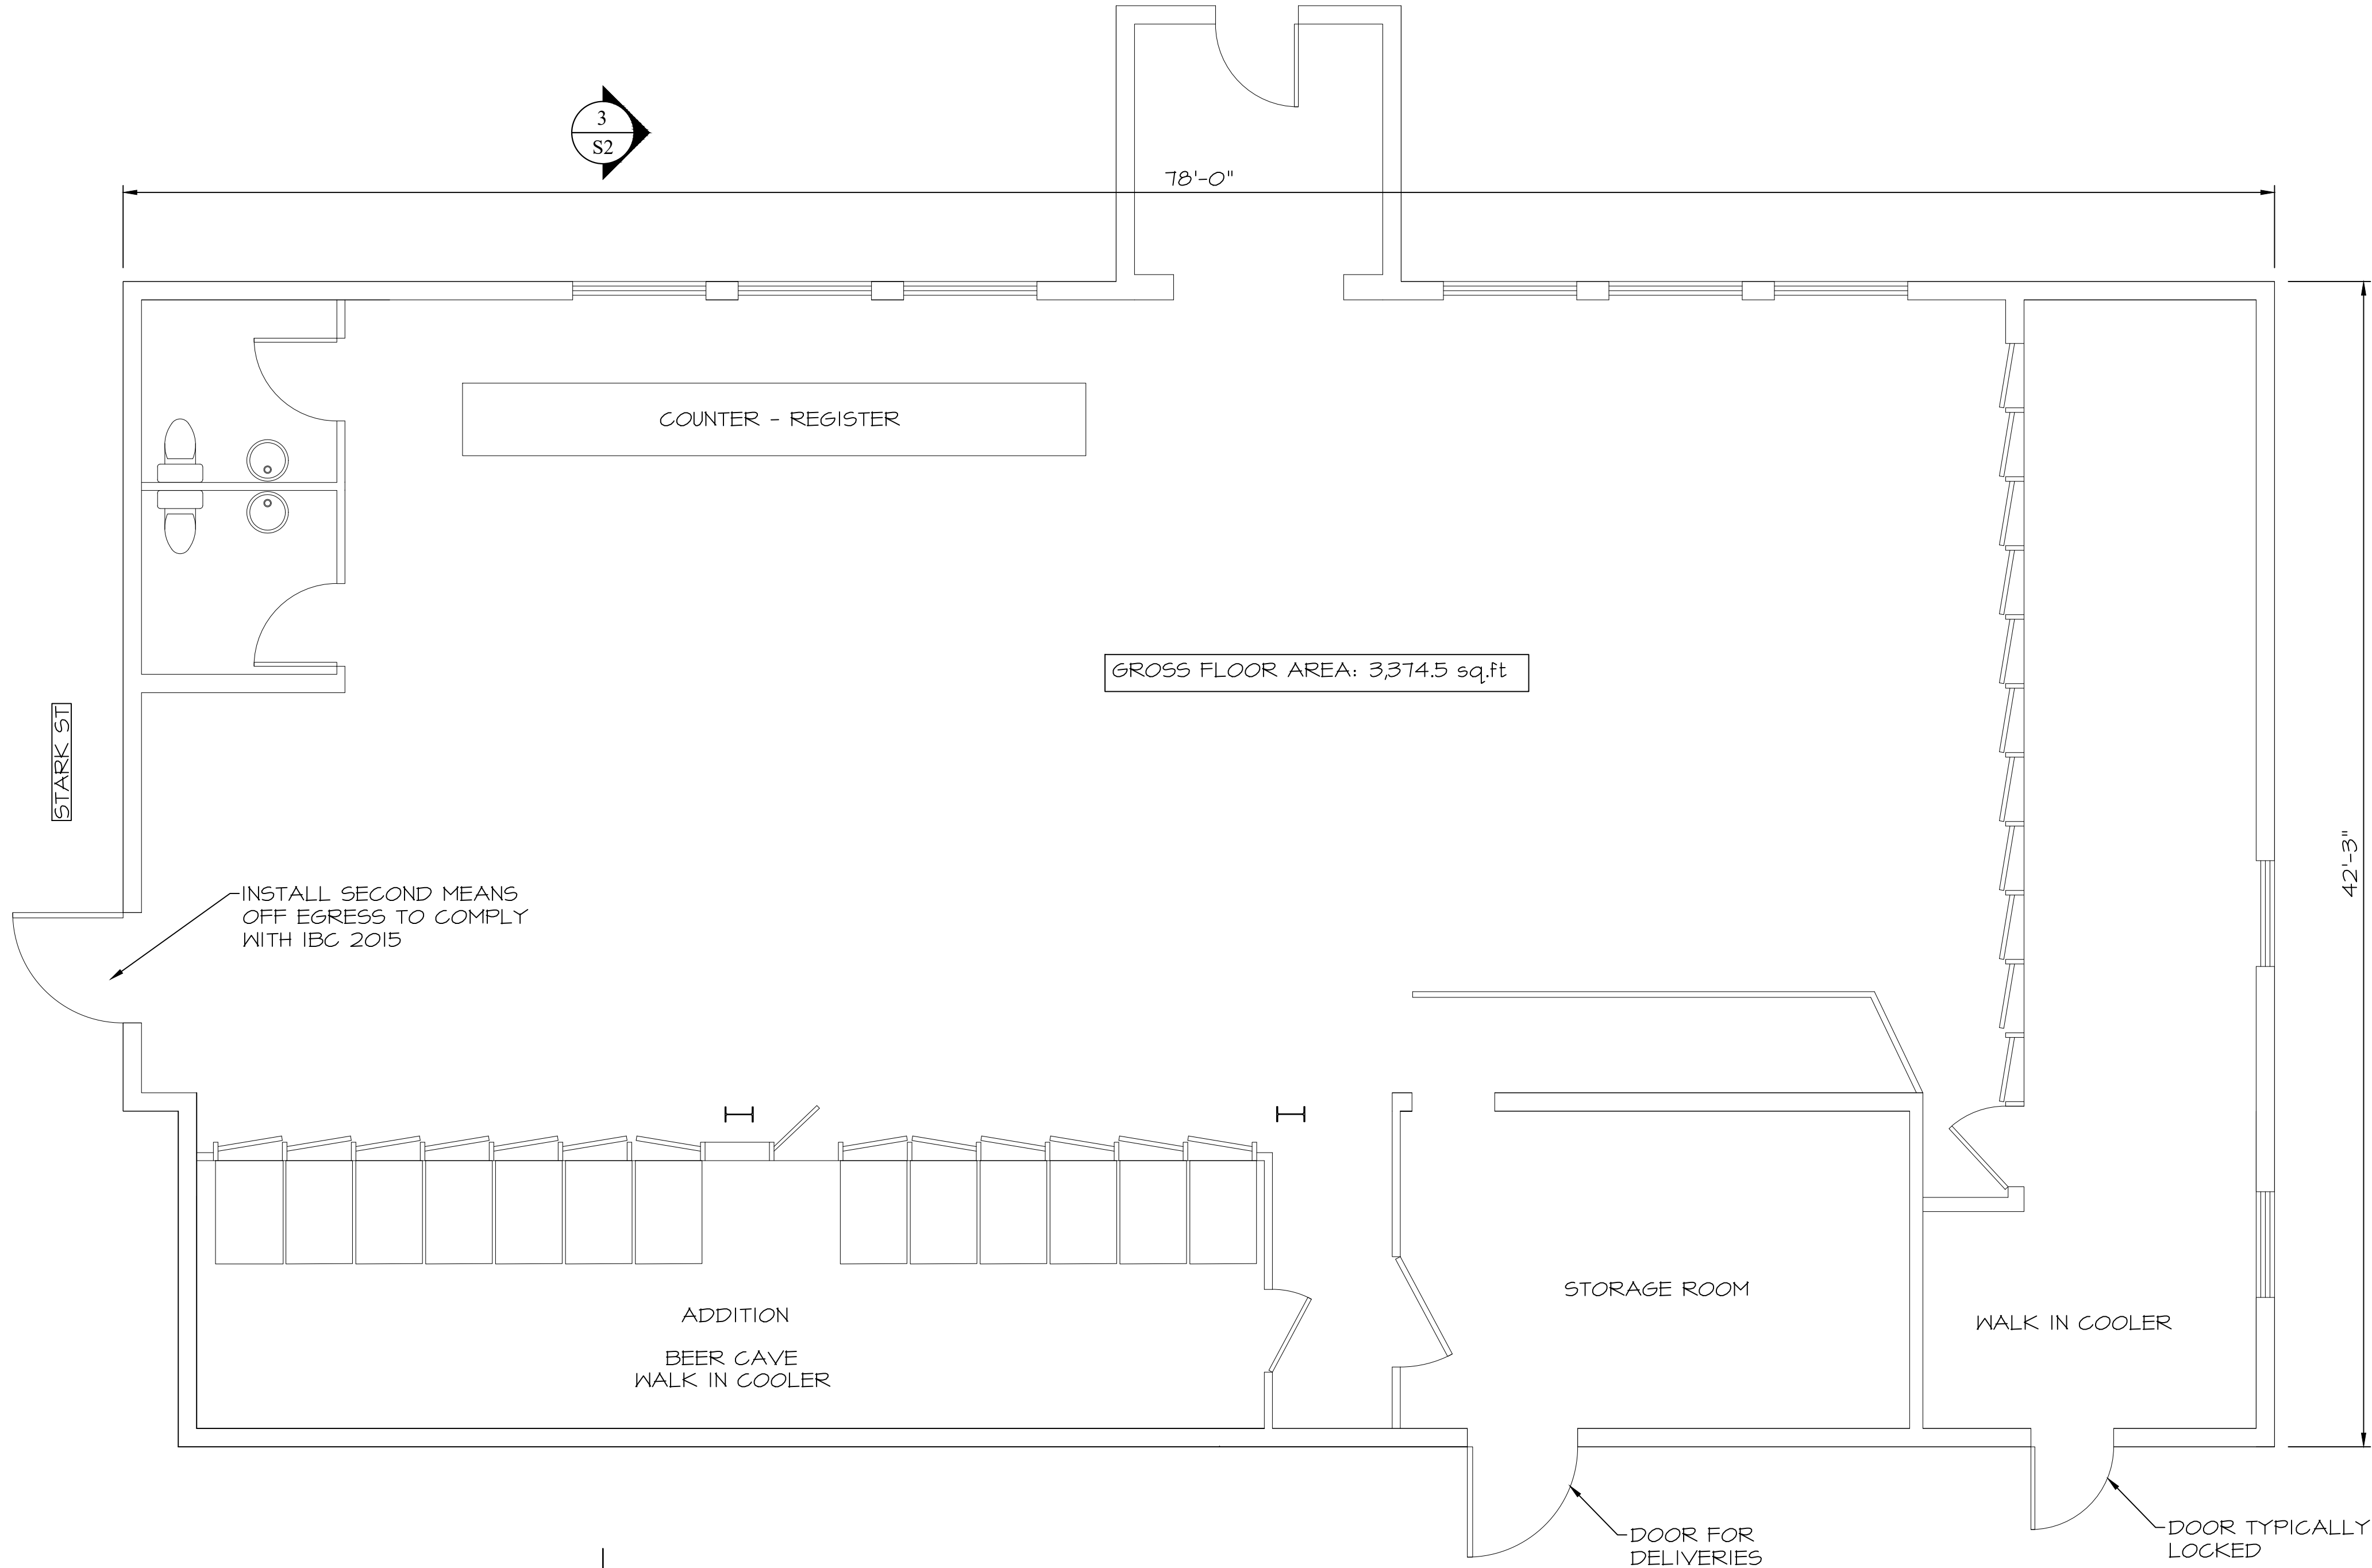 3
S2
78'-0"
COUNTER - REGISTER
GROSS FLOOR AREA: 3,374.5 sq.ft
STARK ST
42'-3"
INSTALL SECOND MEANS
OFF EGRESS TO COMPLY
WITH IBC 2015
STORAGE ROOM
ADDITION
WALK IN COOLER
BEER CAVE
WALK IN COOLER
DOOR FOR
DELIVERIES
DOOR TYPICALLY
LOCKED